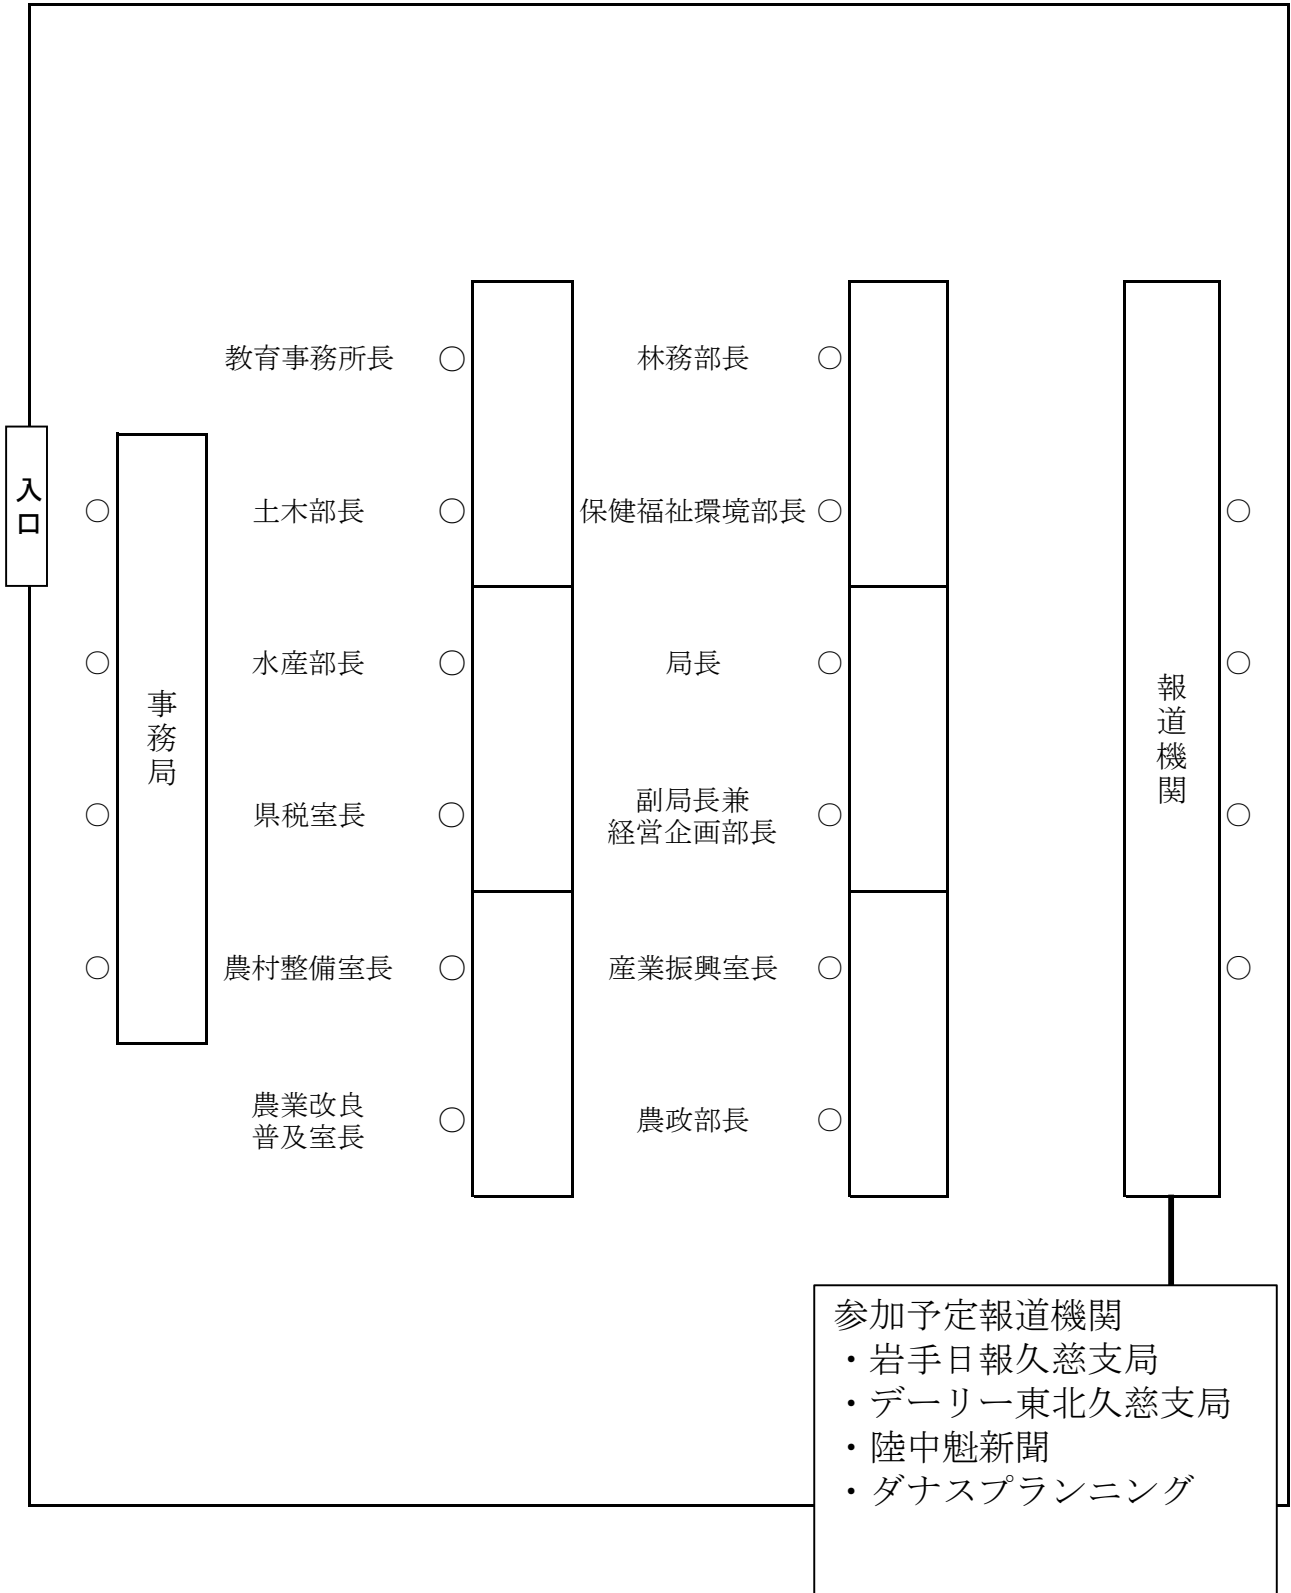 教育事務所長
林務部長
入口
土木部長
保健福祉環境部長
水産部長
局長
事務局
報道機関
県税室長
副局長兼
経営企画部長
農村整備室長
産業振興室長
農業改良
普及室長
農政部長
参加予定報道機関
・岩手日報久慈支局
・デーリー東北久慈支局
・陸中魁新聞
・ダナスプランニング